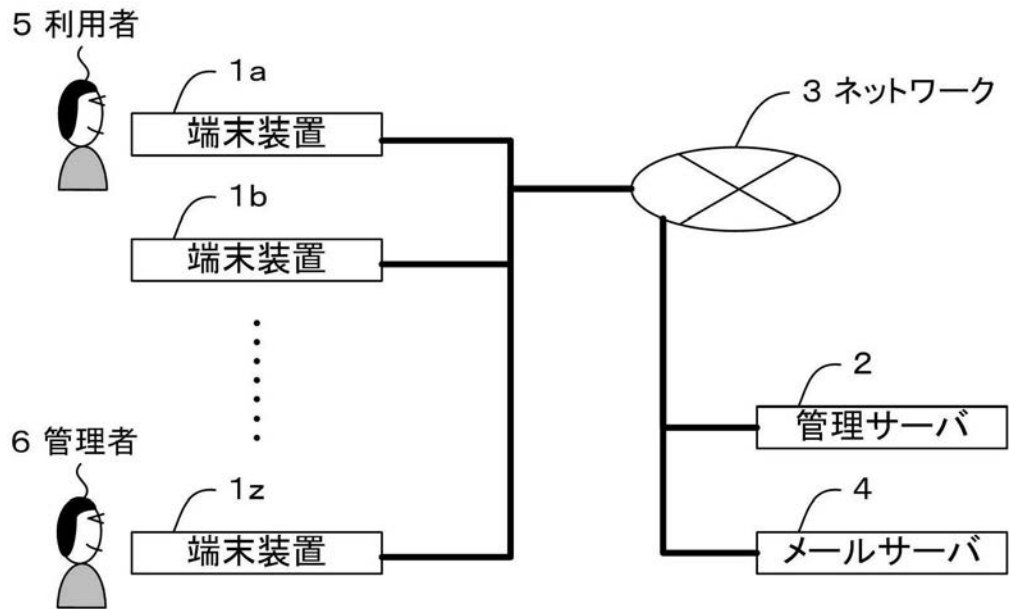 5 利用者
1a
端末装置
3 ネットワーク
1b
端末装置
2
管理サーバ
6 管理者
1z
端末装置
4
メールサーバ